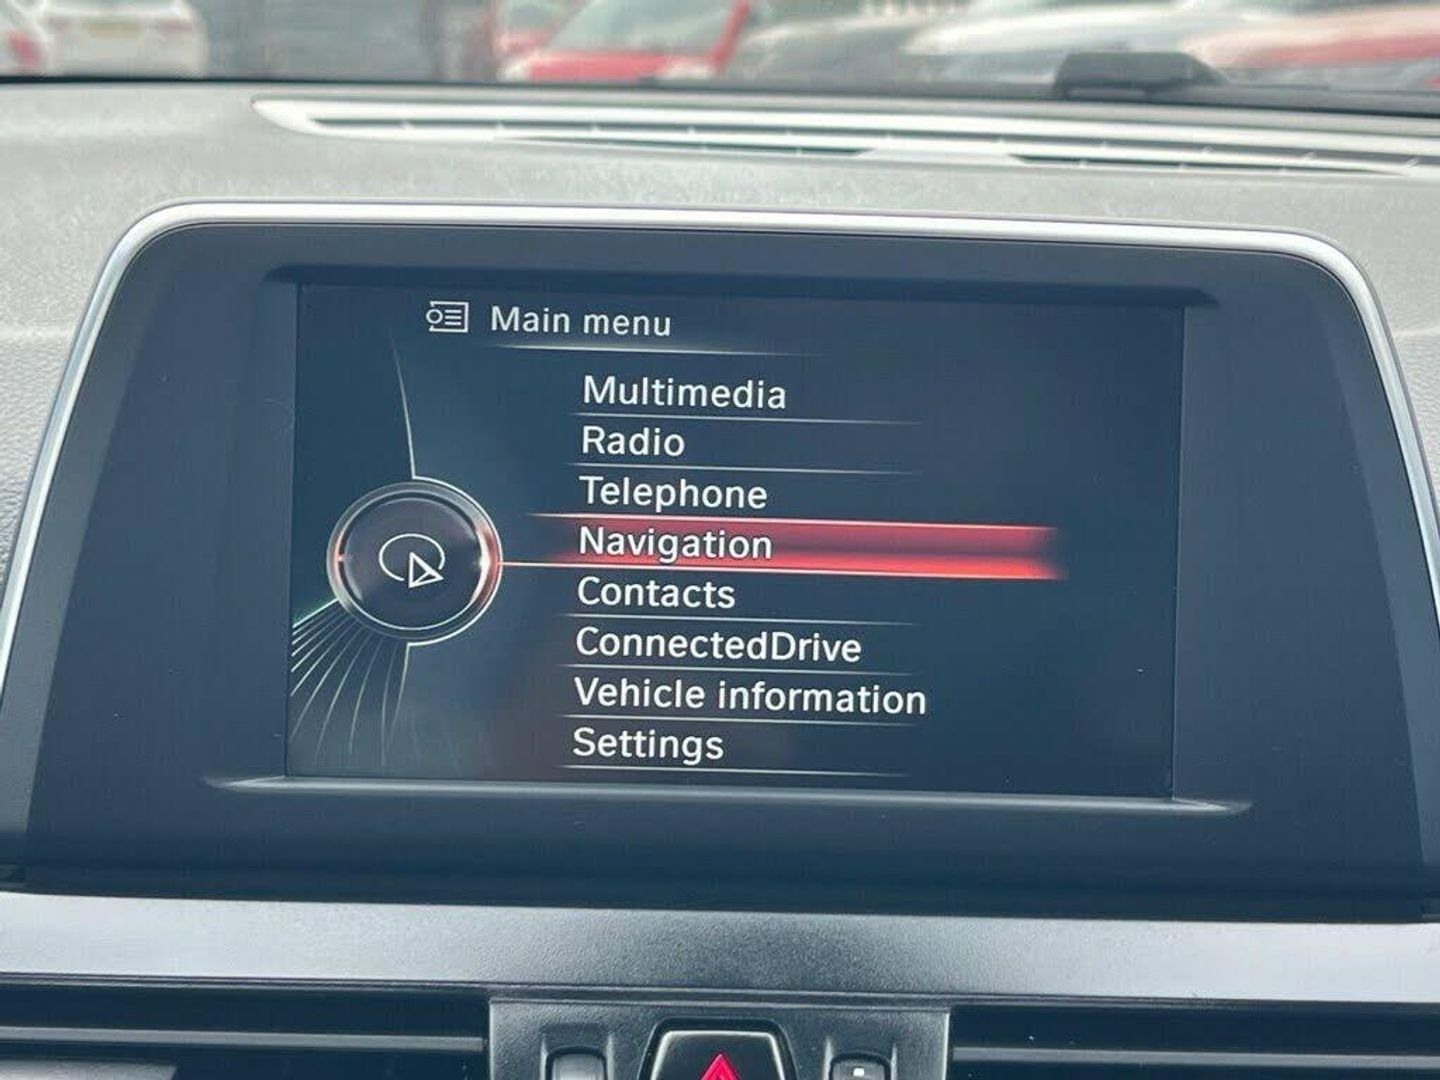 Main menu
Multimedia
Radio
Telephone
Navigation
Contacts
ConnectedDrive
Vehicle information
Settings